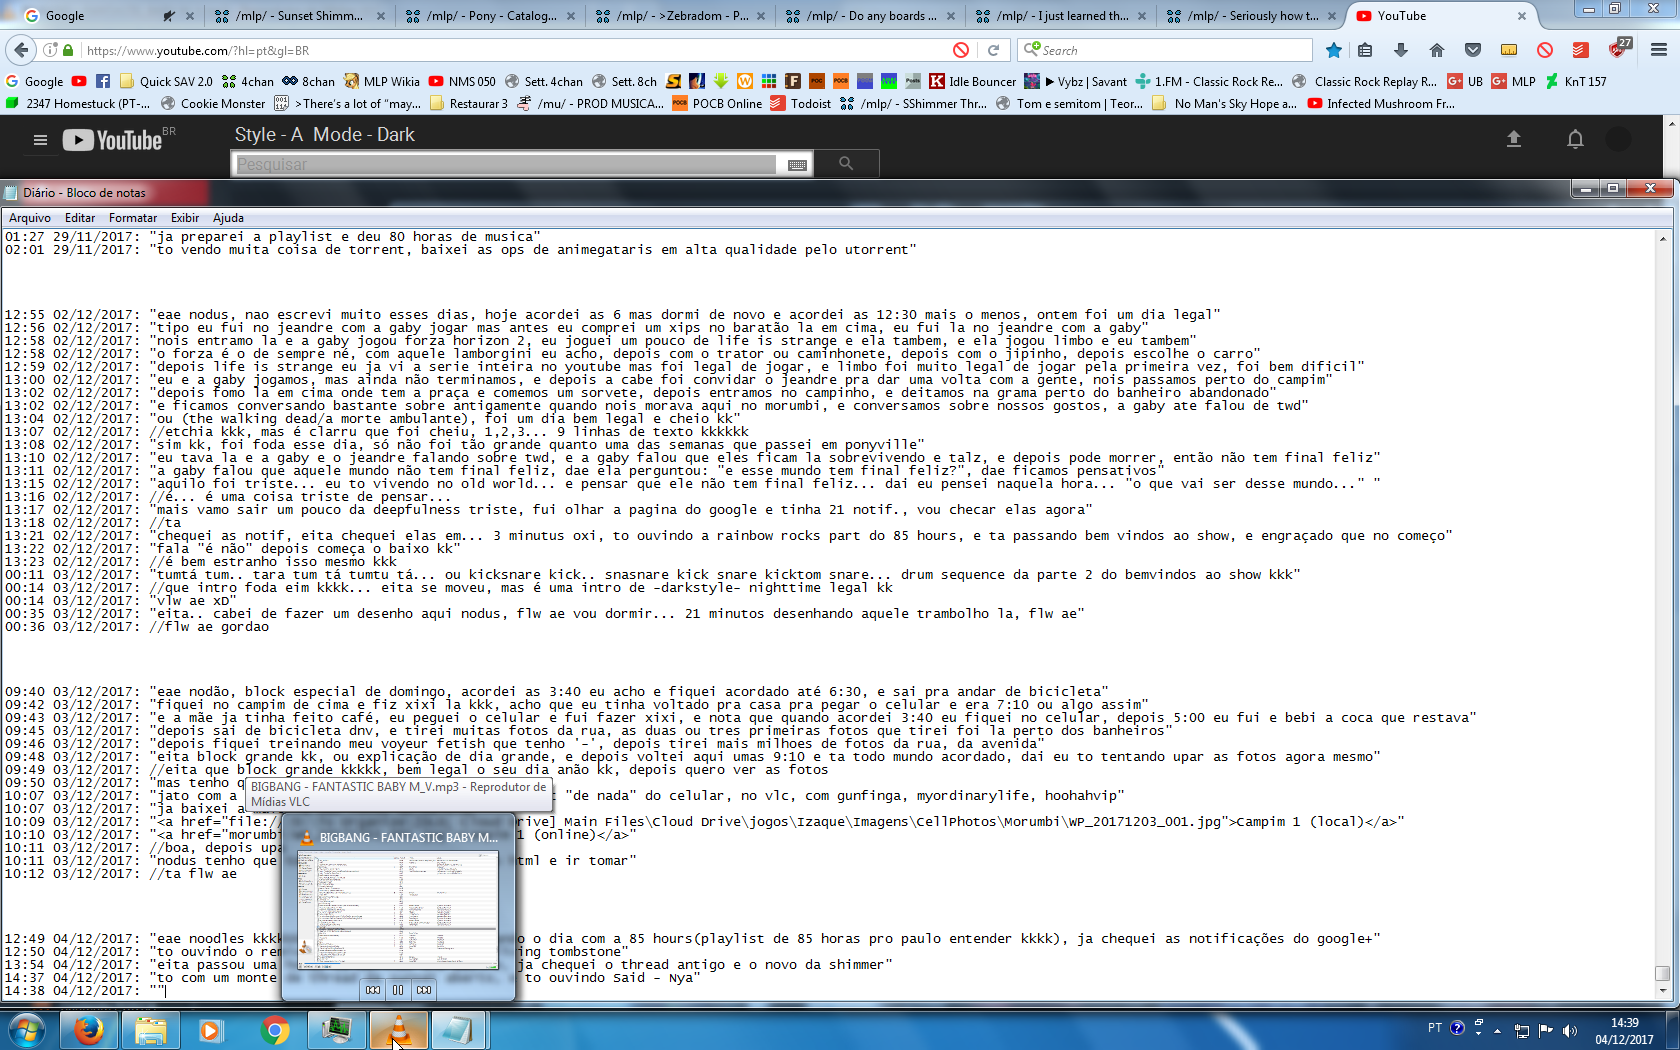 Google
/mlp/ - Sunset Shimm...
/mlp/ - Pony - Catalog...
/mlp/ - >Zebradom - P...
/mlp/ - Do any boards ...
/mlp/ - I just learned th...
/mlp/ - Seriously how t...
YouTube
https://www.youtube.com/?hl=pt&gl=BR
Search
27
Google
Quick SAV 2.0
4chan
8chan
MLP Wikia
NMS 050
Sett. 4chan
Sett. 8ch
Idle Bouncer
Vybz | Savant
1.FM - Classic Rock Re...
Classic Rock Replay R...
UB
MLP
KnT 157
2347 Homestuck (PT-...
Cookie Monster
>There's a lot of "may...
Restaurar 3
/mu/ - PROD MUSICA...
POCB Online
Todoist
/mlp/ - SShimmer Thr...
Tom e semitom | Teor...
No Man's Sky Hope a...
Infected Mushroom Fr...
YouTube BR
Style - A Mode - Dark
Pesquisar
Diário - Bloco de notas
Arquivo Editar Formatar Exibir Ajuda
01:27 29/11/2017: "ja preparei a playlist e deu 80 horas de musica"
02:01 29/11/2017: "to vendo muita coisa de torrent, baixei as ops de animegataris em alta qualidade pelo utorrent"
12:55 02/12/2017: "eae nodus, nao escrevi muito esses dias, hoje acordei as 6 mas dormi de novo e acordei as 12:30 mais o menos, ontem foi um dia legal"
12:56 02/12/2017: "tipo eu fui no jeandre com a gaby jogar mas antes eu comprei um xips no baratão la em cima, eu fui la no jeandre com a gaby"
12:58 02/12/2017: "nois entramo la e a gaby jogou forza horizon 2, eu joguei um pouco de life is strange e ela tambem, e ela jogou limbo e eu tambem"
12:58 02/12/2017: "o forza é o de sempre né, com aquele lamborgini eu acho, depois com o trator ou caminhonete, depois com o jipinho, depois escolhe o carro"
12:59 02/12/2017: "depois life is strange eu ja vi a serie inteira no youtube mas foi legal de jogar, e limbo foi muito legal de jogar pela primeira vez, foi bem dificil"
13:00 02/12/2017: "eu e a gaby jogamos, mas ainda não terminamos, e depois a cabe foi convidar o jeandre pra dar uma volta com a gente, nois passamos perto do campim"
13:02 02/12/2017: "depois fomo la em cima onde tem a praça e comemos um sorvete, depois entramos no campinho, e deitamos na grama perto do banheiro abandonado"
13:02 02/12/2017: "e ficamos conversando bastante sobre antigamente quando nois morava aqui no morumbi, e conversamos sobre nossos gostos, a gaby ate falou de twd"
13:04 02/12/2017: "ou (the walking dead/a morte ambulante), foi um dia bem legal e cheio kk"
13:07 02/12/2017: //etchia kkk, mas é clarru que foi cheiu, 1,2,3... 9 linhas de texto kkkkkk
13:08 02/12/2017: "sim kk, foi foda esse dia, só não foi tão grande quanto uma das semanas que passei em ponyville"
13:10 02/12/2017: "eu tava la e a gaby e o jeandre falando sobre twd, e a gaby falou que eles ficam la sobrevivendo e talz, e depois pode morrer, então não tem final feliz"
13:11 02/12/2017: "a gaby falou que aquele mundo não tem final feliz, dae ela perguntou: "e esse mundo tem final feliz?", dae ficamos pensativos"
13:15 02/12/2017: "aquilo foi triste... eu to vivendo no old world... e pensar que ele não tem final feliz... dai eu pensei naquela hora... "o que vai ser desse mundo..." "
13:16 02/12/2017: //é... é uma coisa triste de pensar...
13:17 02/12/2017: "mais vamo sair um pouco da deepfulness triste, fui olhar a pagina do google e tinha 21 notif., vou checar elas agora"
13:18 02/12/2017: //ta
13:21 02/12/2017: "chequei as notif, eita chequei elas em... 3 minutus oxi, to ouvindo a rainbow rocks part do 85 hours, e ta passando bem vindos ao show, e engraçado que no começo"
13:22 02/12/2017: "fala "é não" depois começa o baixo kk"
13:23 02/12/2017: //é bem estranho isso mesmo kkk
00:11 03/12/2017: "tumtá tum.. tara tum tá tumtu tá... ou kicksnare kick.. snasnare kick snare kicktom snare... drum sequence da parte 2 do bemvindos ao show kkk"
00:14 03/12/2017: //que intro foda eim kkkk... eita se moveu, mas é uma intro de -darkstyle- nighttime legal kk
00:14 03/12/2017: "vlw ae xD"
00:35 03/12/2017: "eita.. cabei de fazer um desenho aqui nodus, flw ae vou dormir... 21 minutos desenhando aquele trambolho la, flw ae"
00:36 03/12/2017: //flw ae gordao
09:40 03/12/2017: "eae nodão, block especial de domingo, acordei as 3:40 eu acho e fiquei acordado até 6:30, e sai pra andar de bicicleta"
09:42 03/12/2017: "fiquei no campim de cima e fiz xixi la kkk, acho que eu tinha voltado pra casa pra pegar o celular e era 7:10 ou algo assim"
09:43 03/12/2017: "e a mãe ja tinha feito café, eu peguei o celular e fui fazer xixi, e nota que quando acordei 3:40 eu fiquei no celular, depois 5:00 eu fui e bebi a coca que restava"
09:45 03/12/2017: "depois sai de bicicleta dnv, e tirei muitas fotos da rua, as duas ou tres primeiras fotos que tirei foi la perto dos banheiros"
09:46 03/12/2017: "depois fiquei treinando meu voyeur fetish que tenho '-', depois tirei mais milhoes de fotos da rua, da avenida"
09:48 03/12/2017: "eita block grande kk, ou explicação de dia grande, e depois voltei aqui umas 9:10 e ta todo mundo acordado, dai eu to tentando upar as fotos agora mesmo"
09:49 03/12/2017: //eita que block grande kkkkk, bem legal o seu dia anão kk, depois quero ver as fotos
09:50 03/12/2017: "mas tenho q
10:07 03/12/2017: "jato com a "de nada" do celular, no vlc, com gunfinga, myordinarylife, hoohahvip"
10:07 03/12/2017: "ja baixei a
10:09 03/12/2017: "<a href="file:// rive] Main Files\Cloud Drive\jogos\Izaque\Imagens\CellPhotos\Morumbi\WP_20171203_001.jpg">Campim 1 (local)</a>"
10:10 03/12/2017: "<a href="morumbi 1 (online)</a>"
10:11 03/12/2017: //boa, depois upa
10:11 03/12/2017: "nodus tenho que tml e ir tomar"
10:12 03/12/2017: //ta flw ae
12:49 04/12/2017: "eae noodles kkk ndo o dia com a 85 hours(playlist de 85 horas pro paulo entender kkkk), ja chequei as notificações do google+"
12:50 04/12/2017: "to ouvindo o rem ing tombstone"
13:54 04/12/2017: "eita passou uma ja chequei o thread antigo e o novo da shimmer"
14:37 04/12/2017: "to com um monte to ouvindo Said - Nya"
14:38 04/12/2017: ""
BIGBANG - FANTASTIC BABY M_V.mp3 - Reprodutor de
Mídias VLC
BIGBANG - FANTASTIC BABY M...
PT
14:39
04/12/2017